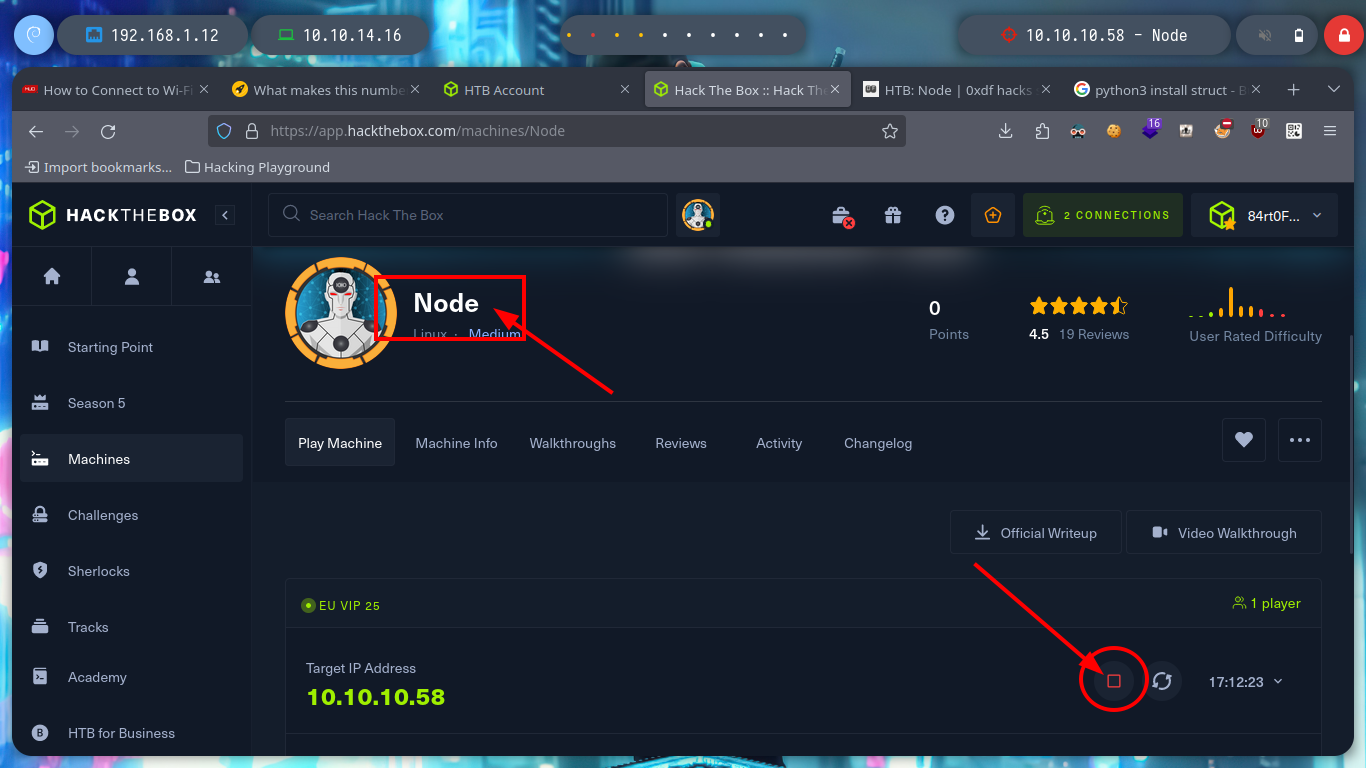 192.168.1.12
10.10.14.16
10.10.10.58 - Node
How to Connect to Wi-Fi
What makes this numbe
HTB Account
Hack The Box :: Hack The
HTB: Node | 0xdf hacks
python3 install struct - B
https://app.hackthebox.com/machines/Node
16
10
Import bookmarks...
Hacking Playground
HACKTHEBOX
Search Hack The Box
2 CONNECTIONS
84rt0F...
Node
Linux · Medium
0
Points
4.5 19 Reviews
User Rated Difficulty
Starting Point
Season 5
Machines
Challenges
Sherlocks
Tracks
Academy
HTB for Business
Play Machine
Machine Info
Walkthroughs
Reviews
Activity
Changelog
Official Writeup
Video Walkthrough
EU VIP 25
1 player
Target IP Address
10.10.10.58
17:12:23